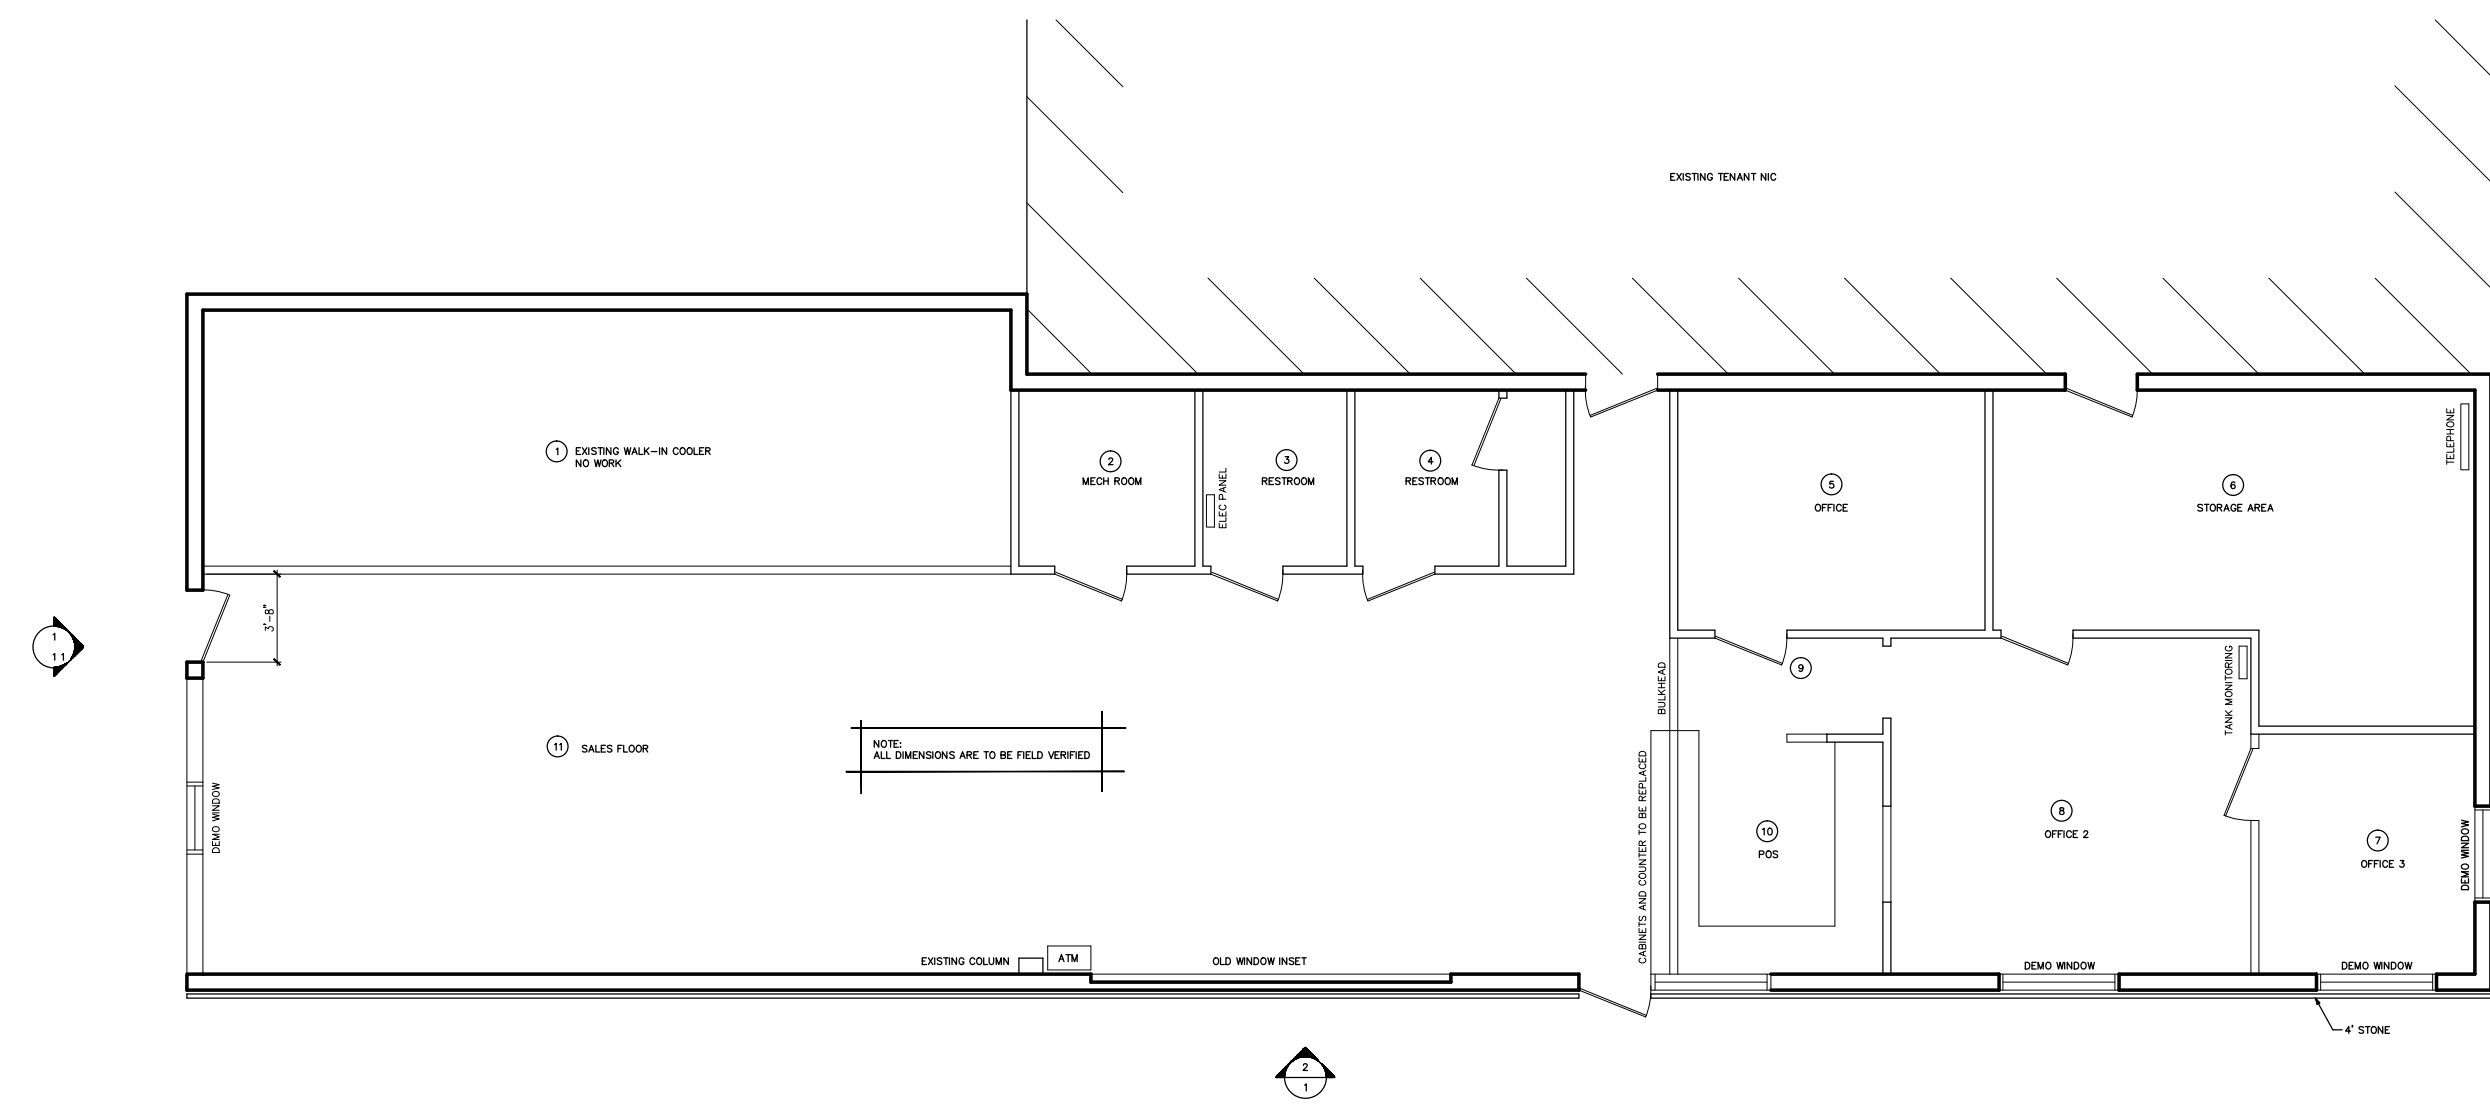 EXISTING TENANT NIC
1
EXISTING WALK-IN COOLER
NO WORK
2
MECH ROOM
ELEC PANEL
3
RESTROOM
4
RESTROOM
5
OFFICE
6
STORAGE AREA
TELEPHONE
3'-8"
1
11
9
BULKHEAD
TANK MONITORING
11 SALES FLOOR
NOTE:
ALL DIMENSIONS ARE TO BE FIELD VERIFIED
DEMO WINDOW
CABINETS AND COUNTER TO BE REPLACED
10
POS
8
OFFICE 2
7
OFFICE 3
DEMO WINDOW
EXISTING COLUMN
ATM
OLD WINDOW INSET
DEMO WINDOW
DEMO WINDOW
4' STONE
2
1